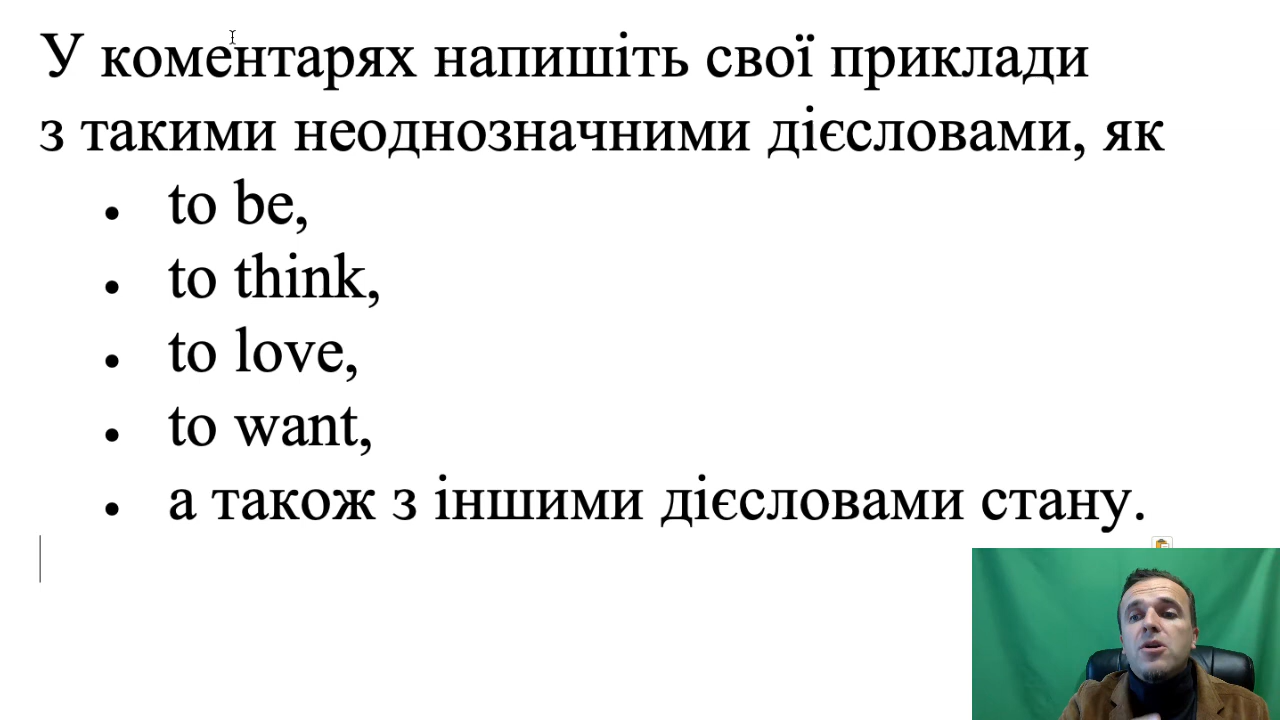 У коментарях напишіть свої приклади
з такими неоднозначними дієсловами, як
• to be,
• to think,
• to love,
• to want,
• а також з іншими дієсловами стану.